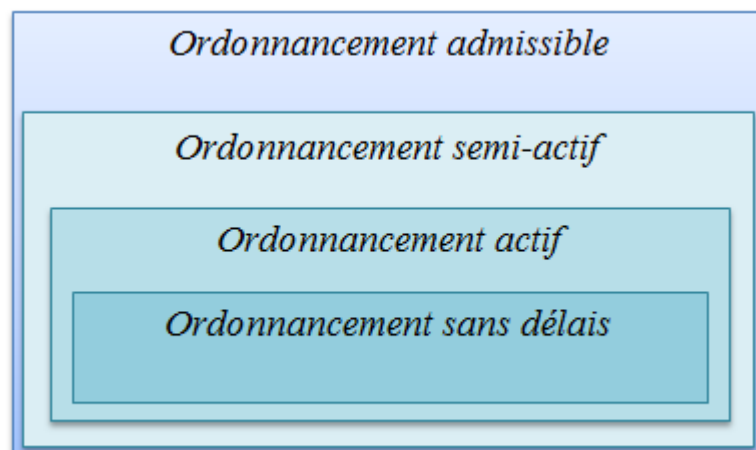 Ordonnancement admissible
Ordonnancement semi-actif
Ordonnancement actif
Ordonnancement sans délais